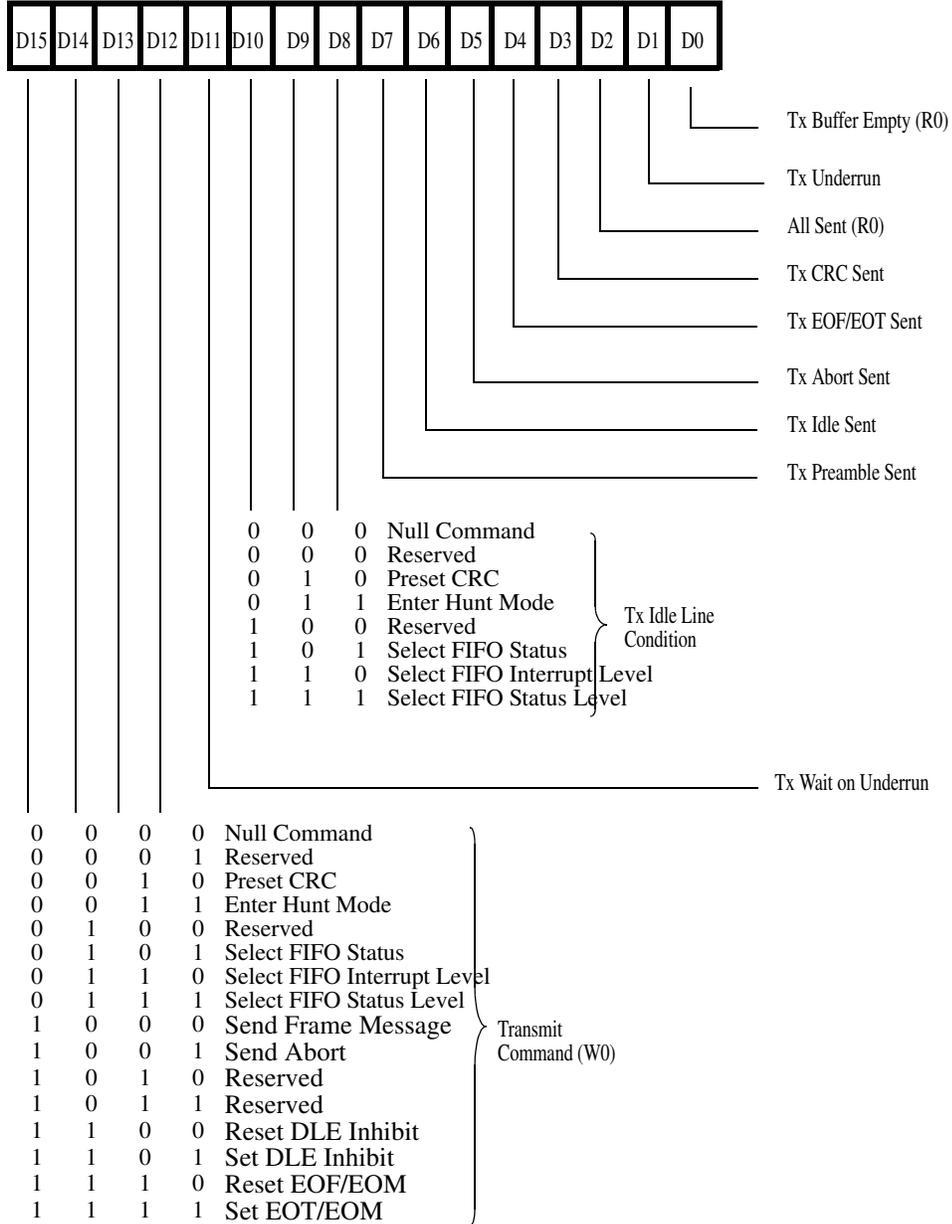 D15 D14 D13 D12 D11 D10 D9 D8 D7 D6 D5 D4 D3 D2 D1 D0
Tx Buffer Empty (R0)
Tx Underrun
All Sent (R0)
Tx CRC Sent
Tx EOF/EOT Sent
Tx Abort Sent
Tx Idle Sent
Tx Preamble Sent
0 0 0 Null Command
0 0 0 Reserved
0 1 0 Preset CRC
0 1 1 Enter Hunt Mode
1 0 0 Reserved
1 0 1 Select FIFO Status
1 1 0 Select FIFO Interrupt Level
1 1 1 Select FIFO Status Level
Tx Idle Line
Condition
Tx Wait on Underrun
0 0 0 0 Null Command
0 0 0 1 Reserved
0 0 1 0 Preset CRC
0 0 1 1 Enter Hunt Mode
0 1 0 0 Reserved
0 1 0 1 Select FIFO Status
0 1 1 0 Select FIFO Interrupt Level
0 1 1 1 Select FIFO Status Level
1 0 0 0 Send Frame Message
1 0 0 1 Send Abort
1 0 1 0 Reserved
1 0 1 1 Reserved
1 1 0 0 Reset DLE Inhibit
1 1 0 1 Set DLE Inhibit
1 1 1 0 Reset EOF/EOM
1 1 1 1 Set EOT/EOM
Transmit
Command (W0)